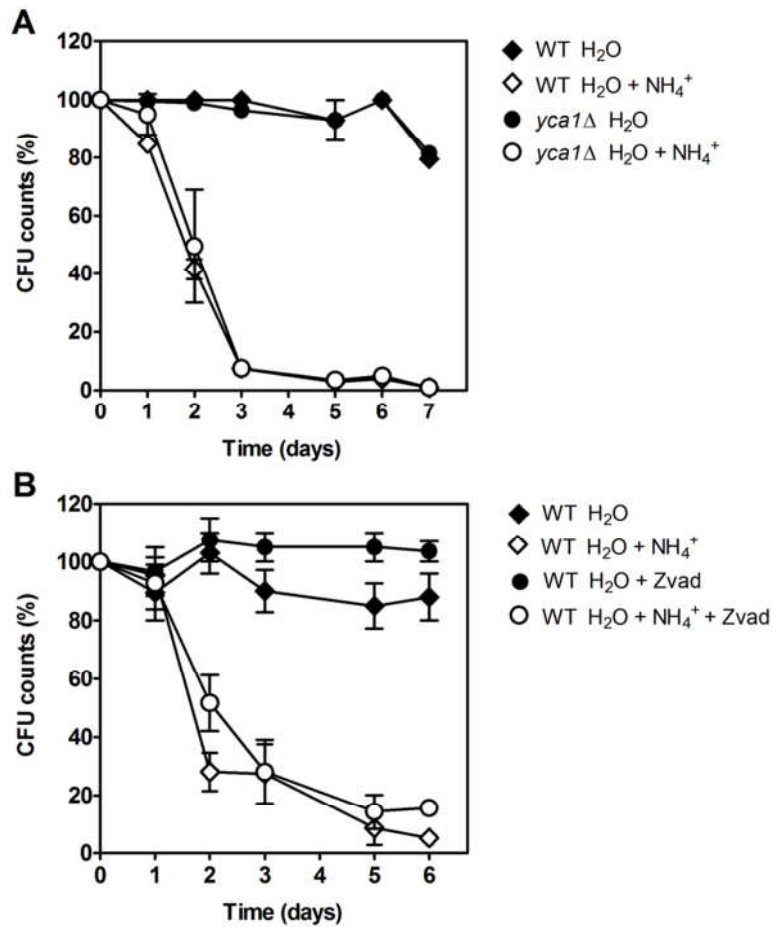 A
120
100
80
60
40
20
0
CFU counts (%)
0 1 2 3 4 5 6 7
Time (days)
WT H₂O
WT H₂O + NH₄⁺
yca1Δ H₂O
yca1Δ H₂O + NH₄⁺
B
120
100
80
60
40
20
0
CFU counts (%)
0 1 2 3 4 5 6
Time (days)
WT H₂O
WT H₂O + NH₄⁺
WT H₂O + Zvad
WT H₂O + NH₄⁺ + Zvad